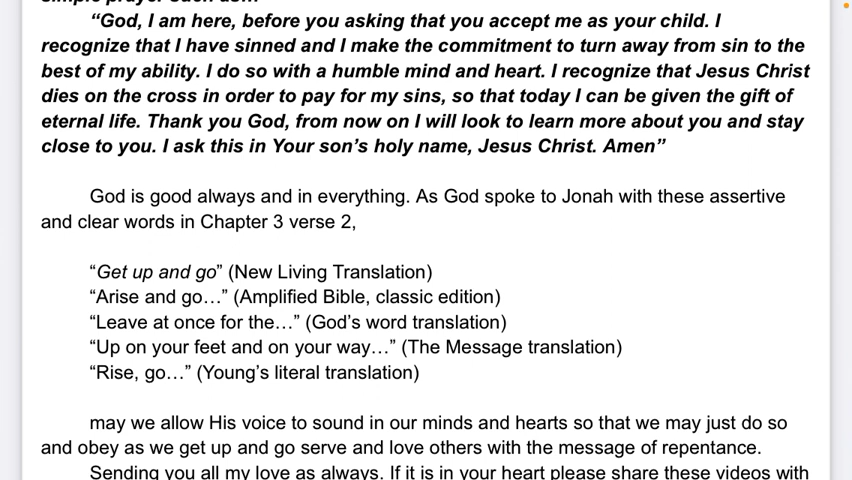 “God, I am here, before you asking that you accept me as your child. I
recognize that I have sinned and I make the commitment to turn away from sin to the
best of my ability. I do so with a humble mind and heart. I recognize that Jesus Christ
dies on the cross in order to pay for my sins, so that today I can be given the gift of
eternal life. Thank you God, from now on I will look to learn more about you and stay
close to you. I ask this in Your son’s holy name, Jesus Christ. Amen”
God is good always and in everything. As God spoke to Jonah with these assertive
and clear words in Chapter 3 verse 2,
“Get up and go” (New Living Translation)
“Arise and go…” (Amplified Bible, classic edition)
“Leave at once for the…” (God’s word translation)
“Up on your feet and on your way…” (The Message translation)
“Rise, go…” (Young’s literal translation)
may we allow His voice to sound in our minds and hearts so that we may just do so
and obey as we get up and go serve and love others with the message of repentance.
Sending you all my love as always. If it is in your heart please share these videos with